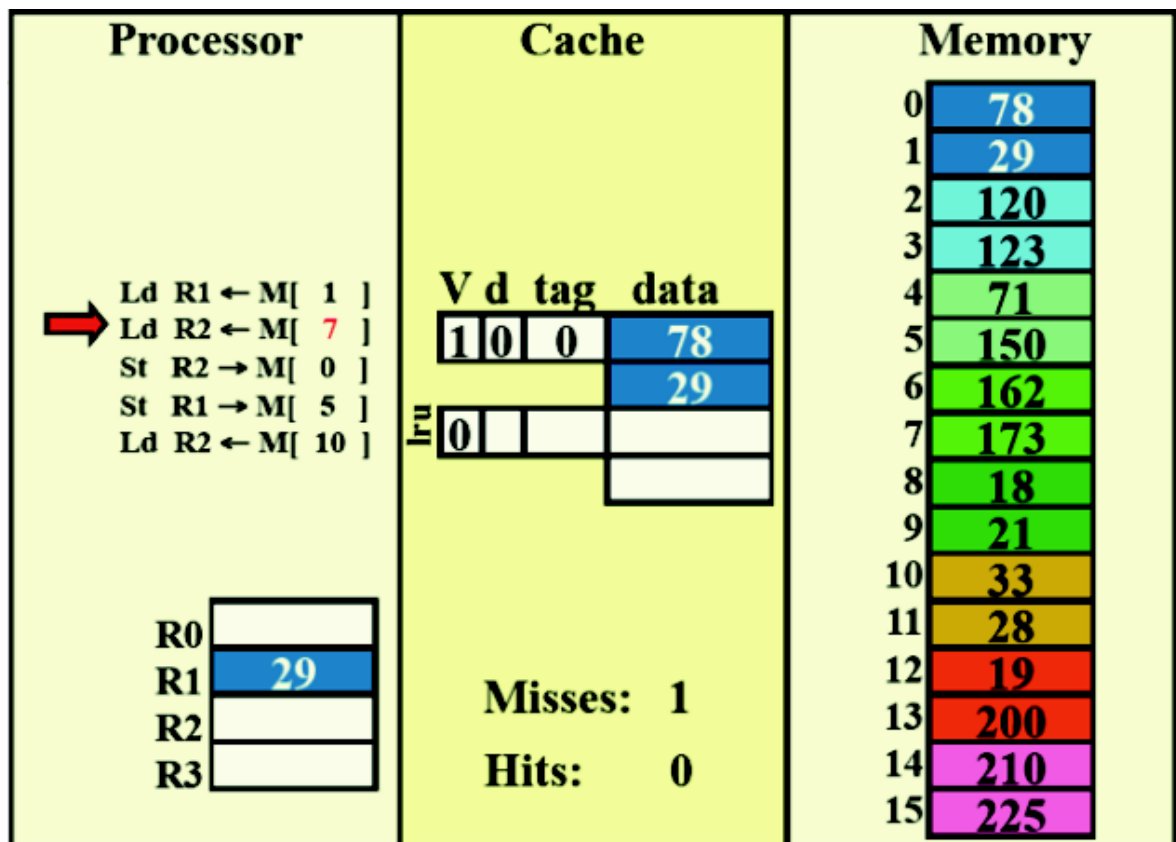 Processor
Ld R1 ← M[ 1 ]
Ld R2 ← M[ 7 ]
St R2 → M[ 0 ]
St R1 → M[ 5 ]
Ld R2 ← M[ 10 ]
R0
R1 29
R2
R3
Cache
V d tag data
1 0 0 78
29
lru 0
Misses: 1
Hits: 0
Memory
0 78
1 29
2 120
3 123
4 71
5 150
6 162
7 173
8 18
9 21
10 33
11 28
12 19
13 200
14 210
15 225